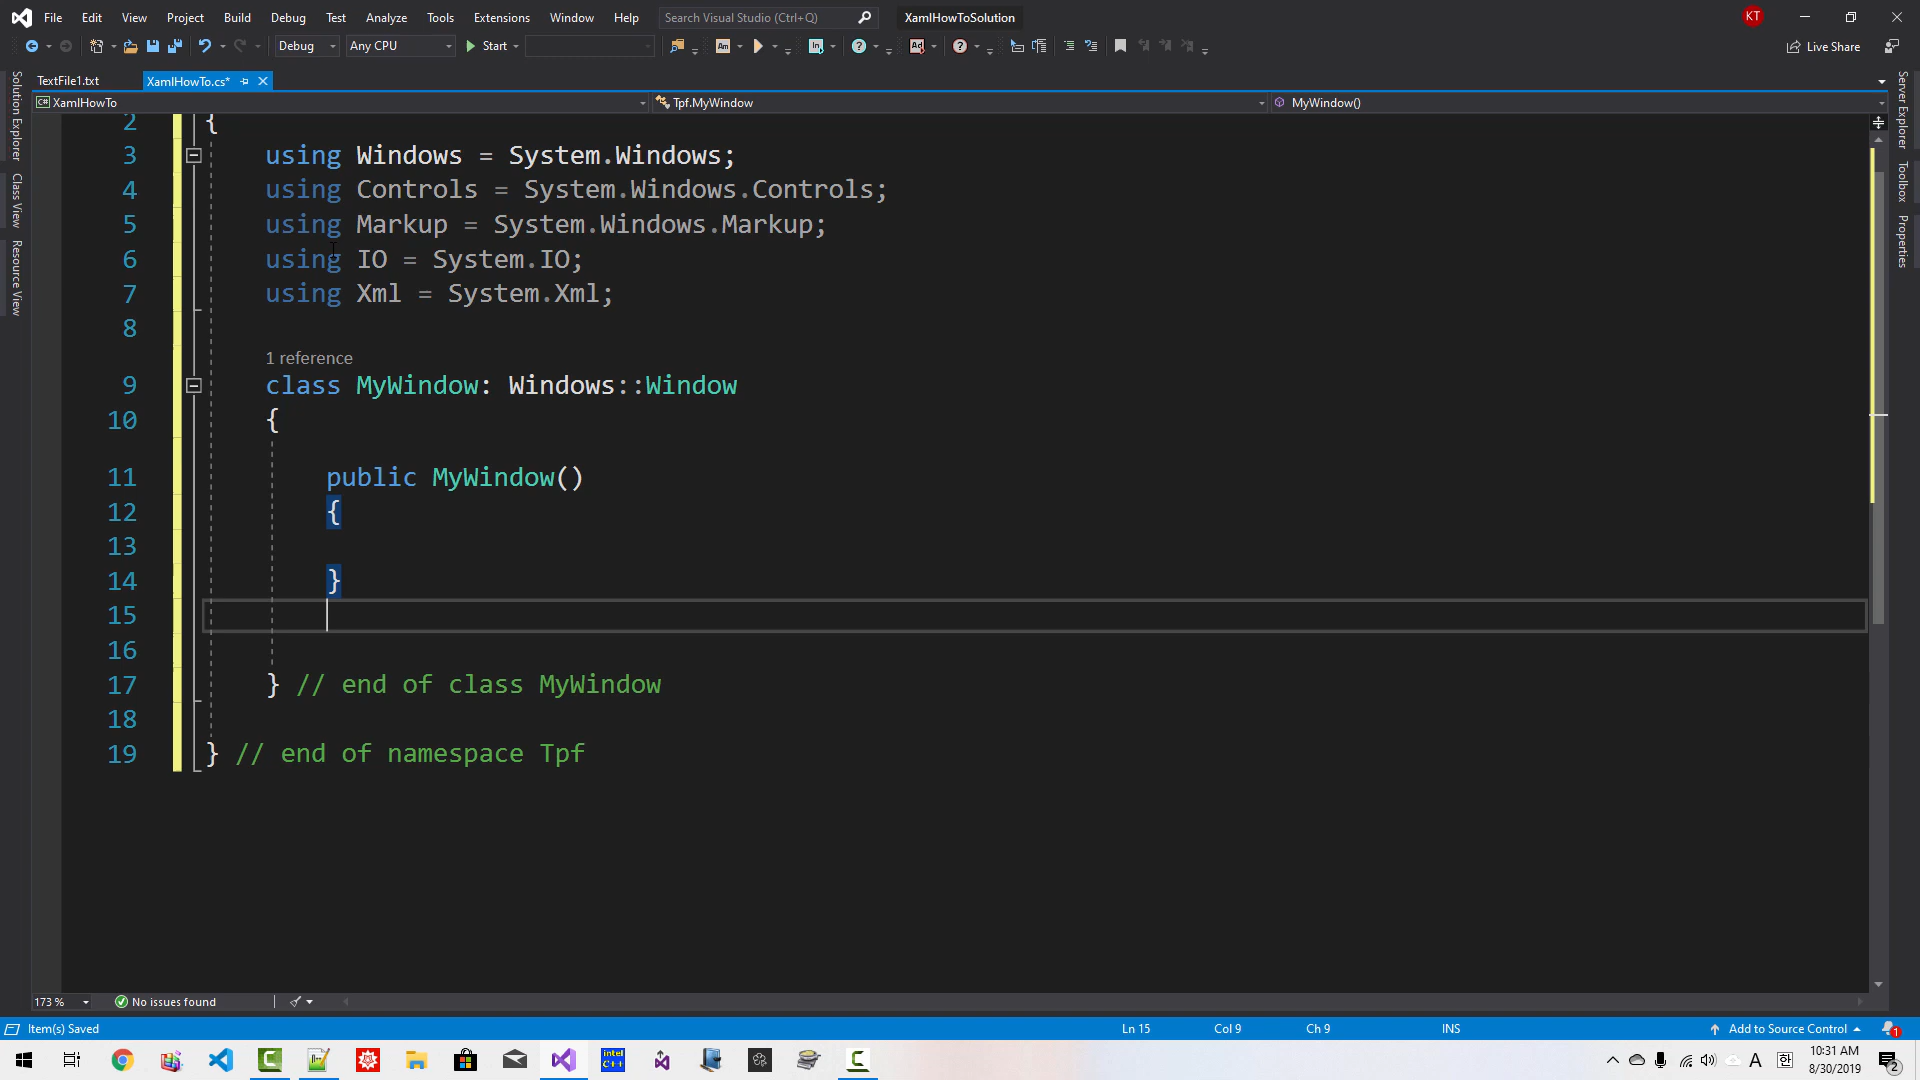 File Edit View Project Build Debug Test Analyze Tools Extensions Window Help Search Visual Studio (Ctrl+Q) XamlHowToSolution KT
Debug Any CPU Start Live Share
TextFile1.txt XamlHowTo.cs*
C# XamlHowTo Tpf.MyWindow MyWindow()
Solution Explorer
Class View
Resource View
Server Explorer
Toolbox
Properties
2 {
3 using Windows = System.Windows;
4 using Controls = System.Windows.Controls;
5 using Markup = System.Windows.Markup;
6 using IO = System.IO;
7 using Xml = System.Xml;
8
1 reference
9 class MyWindow: Windows::Window
10 {
11 public MyWindow()
12 {
13
14 }
15
16
17 } // end of class MyWindow
18
19 } // end of namespace Tpf
173 % No issues found
Item(s) Saved Ln 15 Col 9 Ch 9 INS Add to Source Control 1
intel C++ A 한 10:31 AM
8/30/2019 2